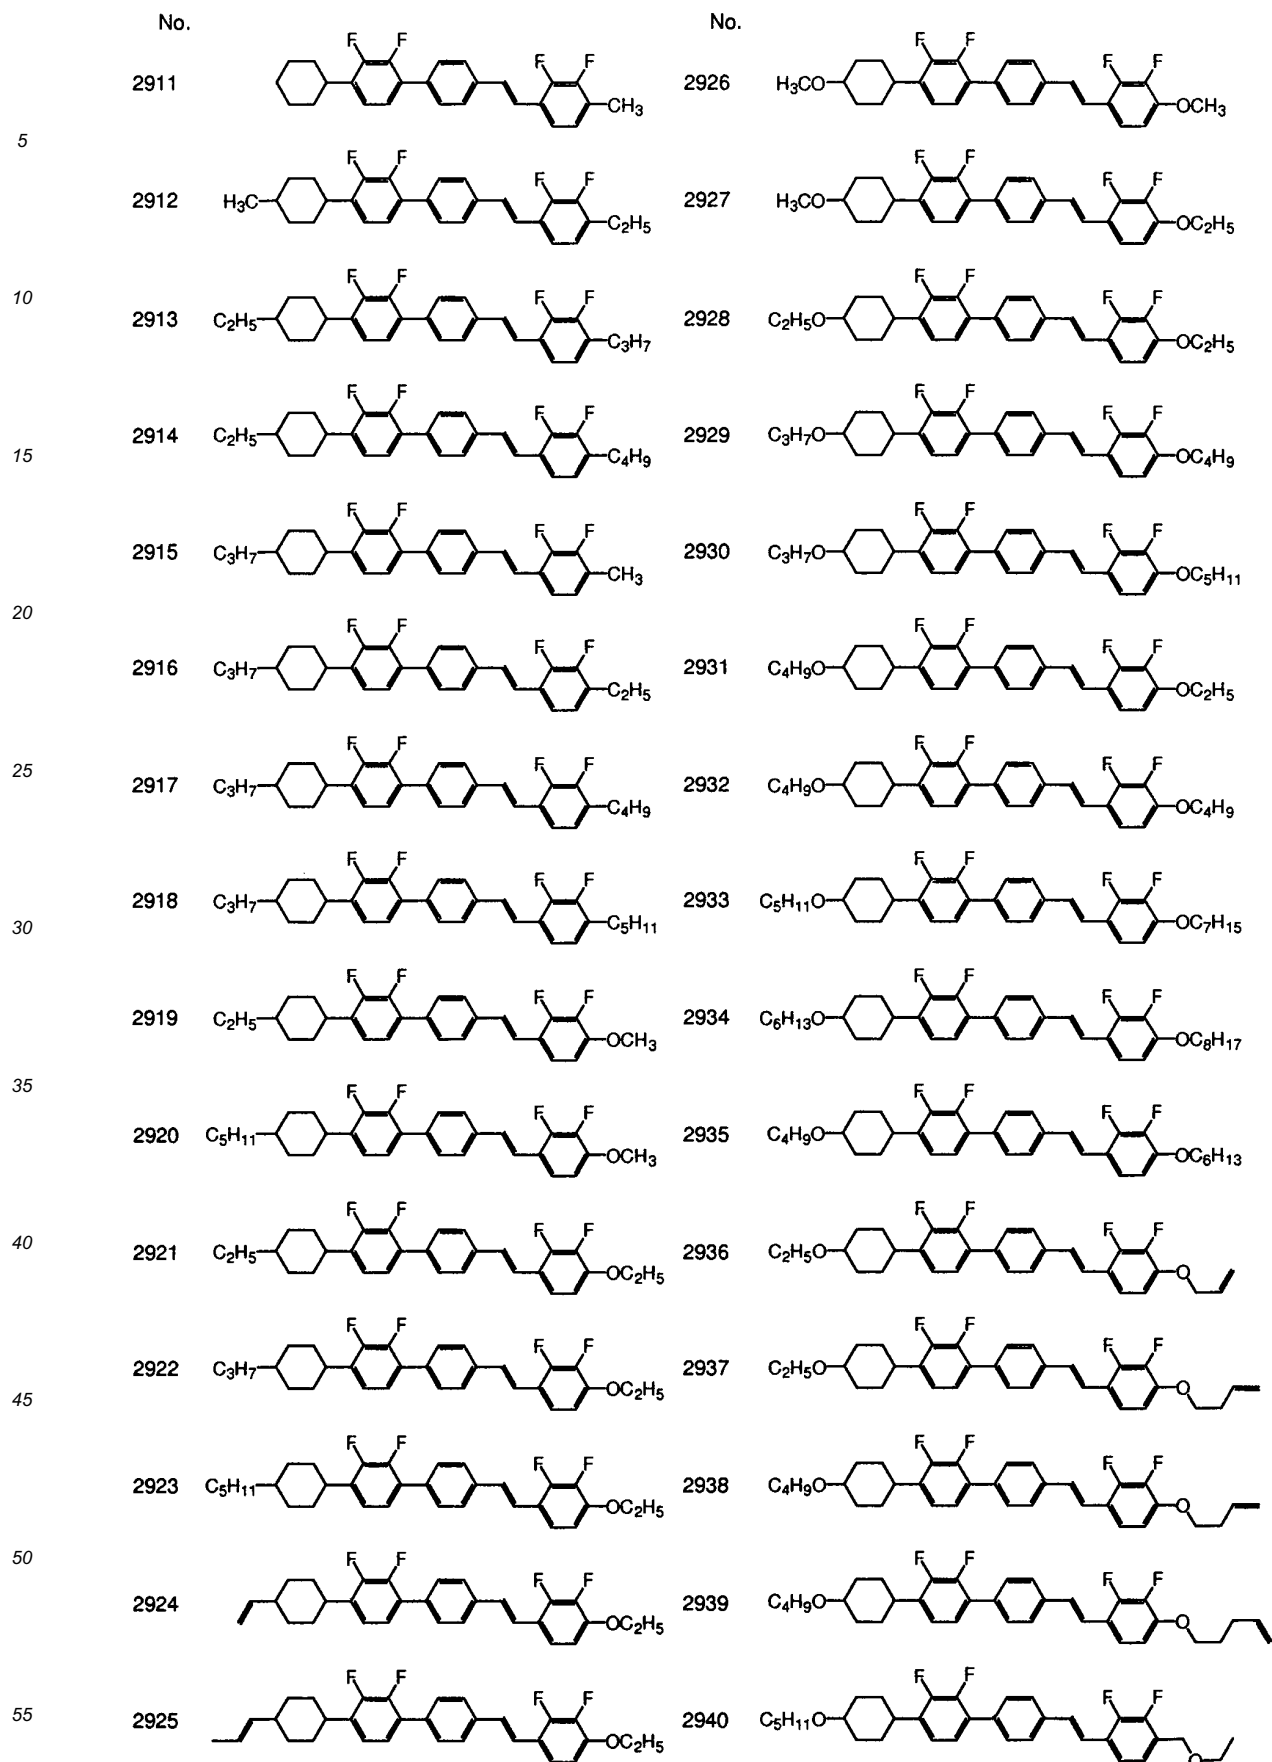 No. No.
F F F F F F F F
2911 CH3 2926 H3CO OCH3
5
F F F F F F F F
2912 H3C C2H5 2927 H3CO OC2H5
10
F F F F F F F F
2913 C2H5 C3H7 2928 C2H5O OC2H5
F F F F F F F F
2914 C2H5 C4H9 2929 C3H7O OC4H9
15
F F F F F F F F
2915 C3H7 CH3 2930 C3H7O OC5H11
20
F F F F F F F F
2916 C3H7 C2H5 2931 C4H9O OC2H5
F F F F F F F F
25
2917 C3H7 C4H9 2932 C4H9O OC4H9
F F F F F F F F
2918 C3H7 C5H11 2933 C5H11O OC7H15
30
F F F F F F F F
2919 C2H5 OCH3 2934 C6H13O OC8H17
35
F F F F F F F F
2920 C5H11 OCH3 2935 C4H9O OC6H13
F F F F F F F F
40
2921 C2H5 OC2H5 2936 C2H5O O
F F F F F F F F
2922 C3H7 OC2H5 2937 C2H5O O
45
F F F F F F F F
2923 C5H11 OC2H5 2938 C4H9O O
50
F F F F F F F F
2924 OC2H5 2939 C4H9O O
F F F F F F F F
55
2925 OC2H5 2940 C5H11O O